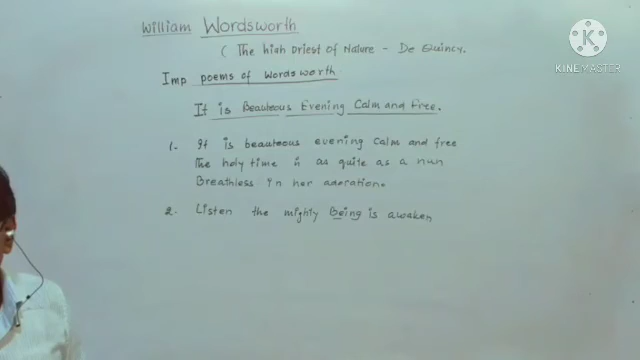 William Wordsworth
( The high Priest of Nature - De Quincy.
Imp poems of Wordsworth
It is Beauteous Evening Calm and Free.
1. It is beauteous evening calm and free
The holy time is as quite as a nun
Breathless in her adoration.
2. Listen the mighly Being is awaken
KINEMASTER